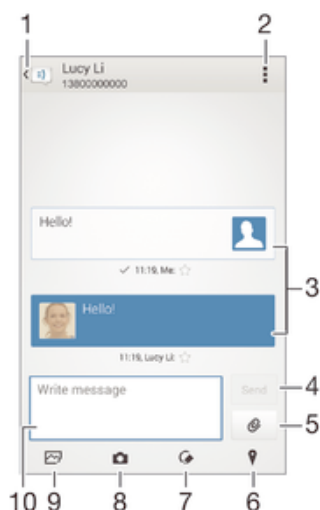 1
2
Lucy Li
13800000000
Hello!
11:19, Me:
3
Hello!
11:19, Lucy Li:
Write message
Send
4
5
10 9 8 7 6